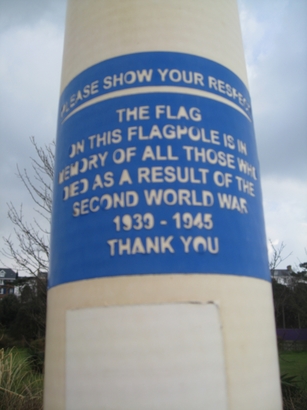 PLEASE SHOW YOUR RESPECT
THE FLAG
ON THIS FLAGPOLE IS IN
MEMORY OF ALL THOSE WHO
DIED AS A RESULT OF THE
SECOND WORLD WAR
1939 - 1945
THANK YOU